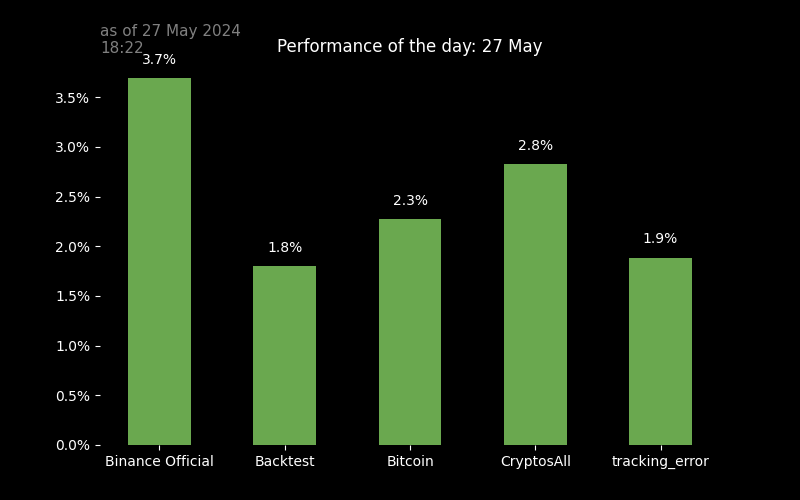 as of 27 May 2024
18:22
Performance of the day: 27 May
3.7%
3.5%
3.0%
2.8%
2.5%
2.3%
2.0%
1.8%
1.9%
1.5%
1.0%
0.5%
0.0%
Binance Official
Backtest
Bitcoin
CryptosAll
tracking_error